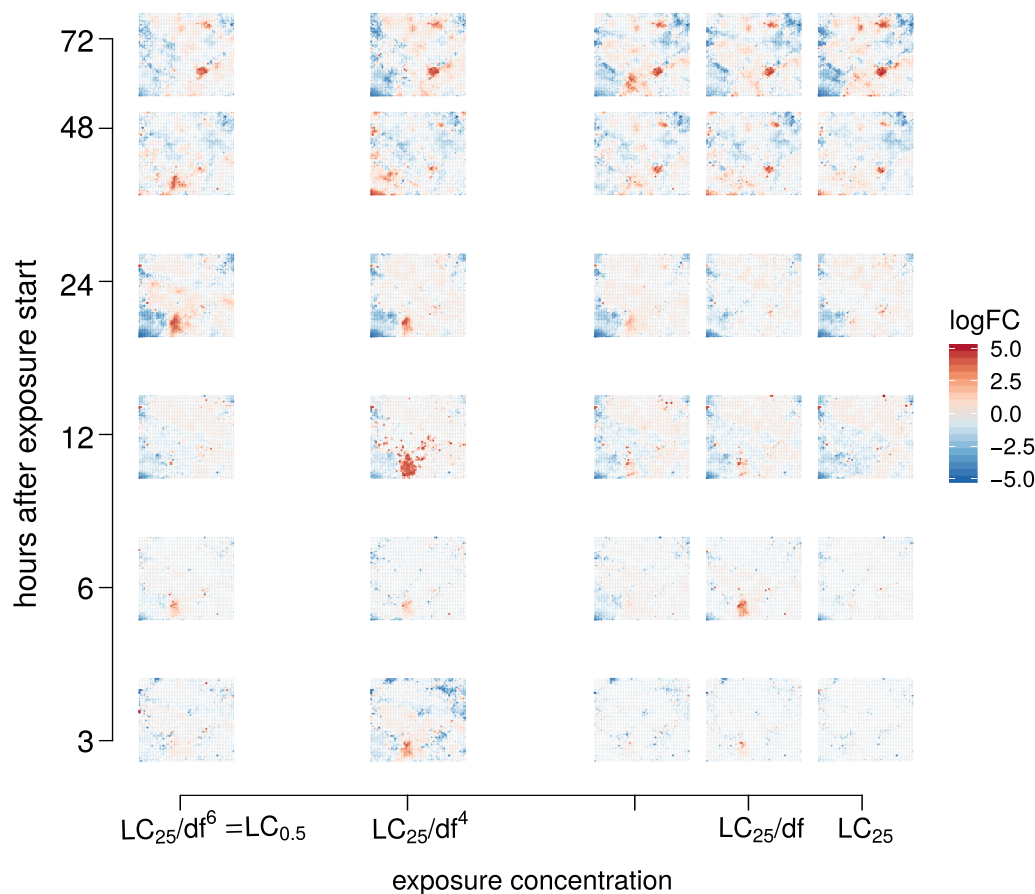 72
48
24
12
6
3
hours after exposure start
logFC
5.0
2.5
0.0
−2.5
−5.0
LC₂₅/df⁶ =LC₀.₅
LC₂₅/df⁴
LC₂₅/df
LC₂₅
exposure concentration